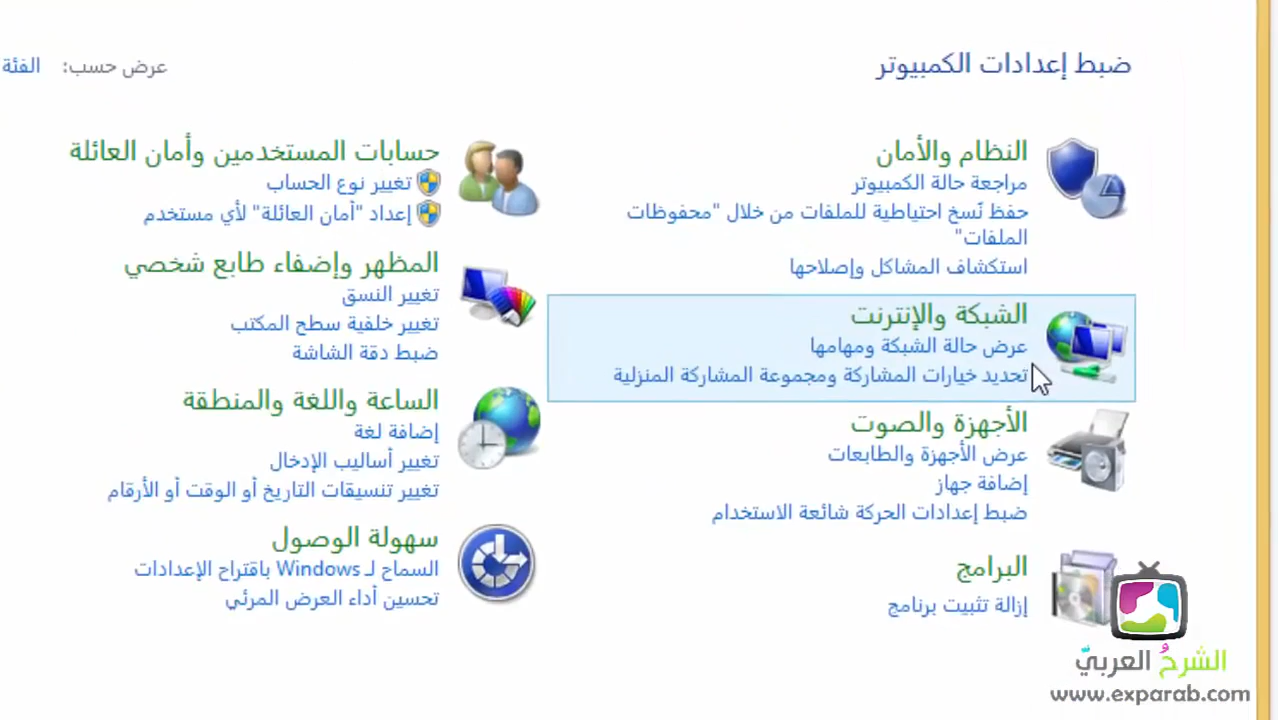 ضبط إعدادات الكمبيوتر
عرض حسب: الفئة
النظام والأمان
مراجعة حالة الكمبيوتر
حفظ نَسخ احتياطية للملفات من خلال "محفوظات
الملفات"
استكشاف المشاكل وإصلاحها
الشبكة والإنترنت
عرض حالة الشبكة ومهامها
تحديد خيارات المشاركة ومجموعة المشاركة المنزلية
الأجهزة والصوت
عرض الأجهزة والطابعات
إضافة جهاز
ضبط إعدادات الحركة شائعة الاستخدام
البرامج
إزالة تثبيت برنامج
حسابات المستخدمين وأمان العائلة
تغيير نوع الحساب
إعداد "أمان العائلة" لأي مستخدم
المظهر وإضفاء طابع شخصي
تغيير النسق
تغيير خلفية سطح المكتب
ضبط دقة الشاشة
الساعة واللغة والمنطقة
إضافة لغة
تغيير أساليب الإدخال
تغيير تنسيقات التاريخ أو الوقت أو الأرقام
سهولة الوصول
السماح لـ Windows باقتراح الإعدادات
تحسين أداء العرض المرئي
الشرحُ العربيّ
www.exparab.com